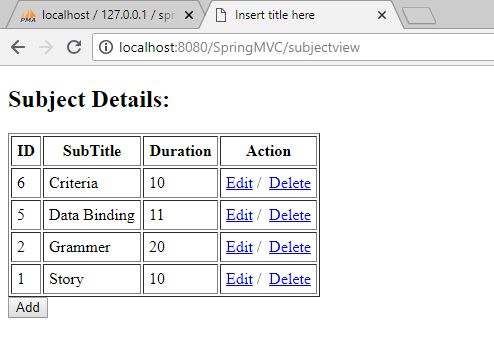 PMA localhost / 127.0.0.1 / spr Insert title here
localhost:8080/SpringMVC/subjectview
Subject Details:
ID SubTitle Duration Action
6 Criteria 10 Edit / Delete
5 Data Binding 11 Edit / Delete
2 Grammer 20 Edit / Delete
1 Story 10 Edit / Delete
Add